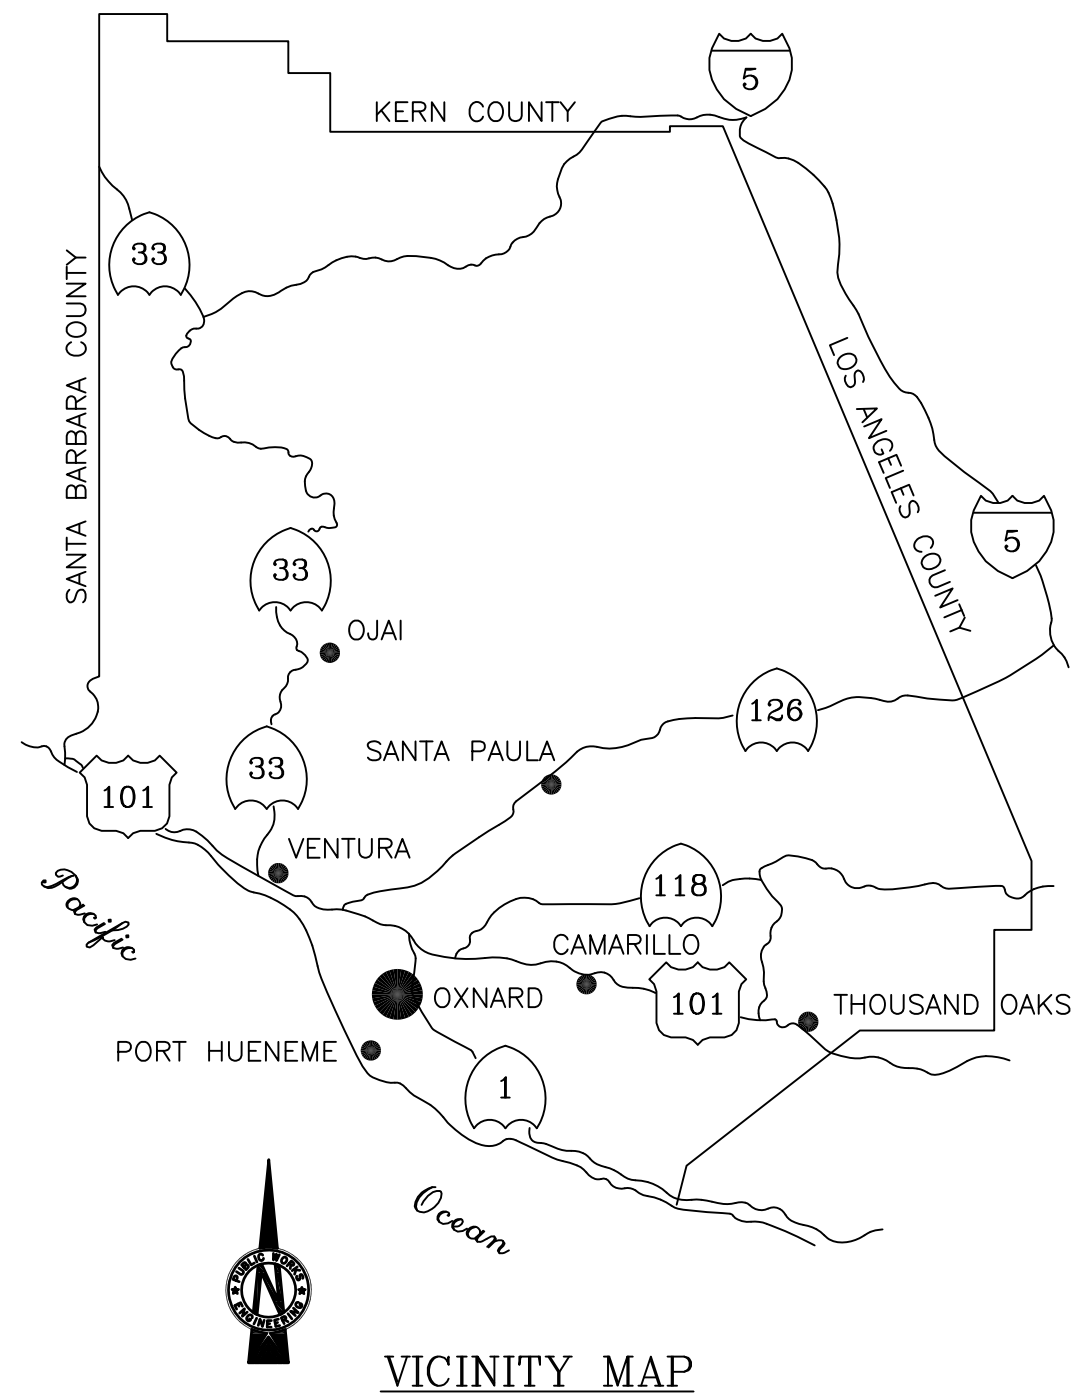 5
KERN COUNTY
33
SANTA BARBARA COUNTY
LOS ANGELES COUNTY
5
33
OJAI
126
SANTA PAULA
33
101
VENTURA
118
Pacific
CAMARILLO
OXNARD
101
THOUSAND OAKS
PORT HUENEME
1
Ocean
PUBLIC WORKS
N
ENGINEERING
VICINITY MAP